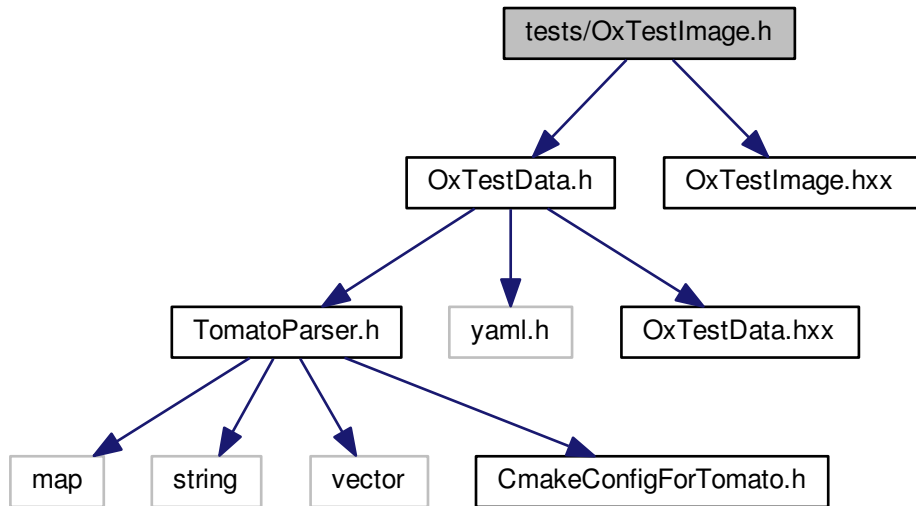 tests/OxTestImage.h
OxTestData.h
OxTestImage.hxx
TomatoParser.h
yaml.h
OxTestData.hxx
map
string
vector
CmakeConfigForTomato.h